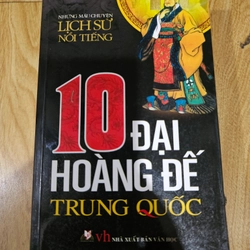 NHỮNG MẨU CHUYỆN
LỊCH SỬ
NỔI TIẾNG
10 ĐẠI
HOÀNG ĐẾ
TRUNG QUỐC
vh NHÀ XUẤT BẢN VĂN HỌC